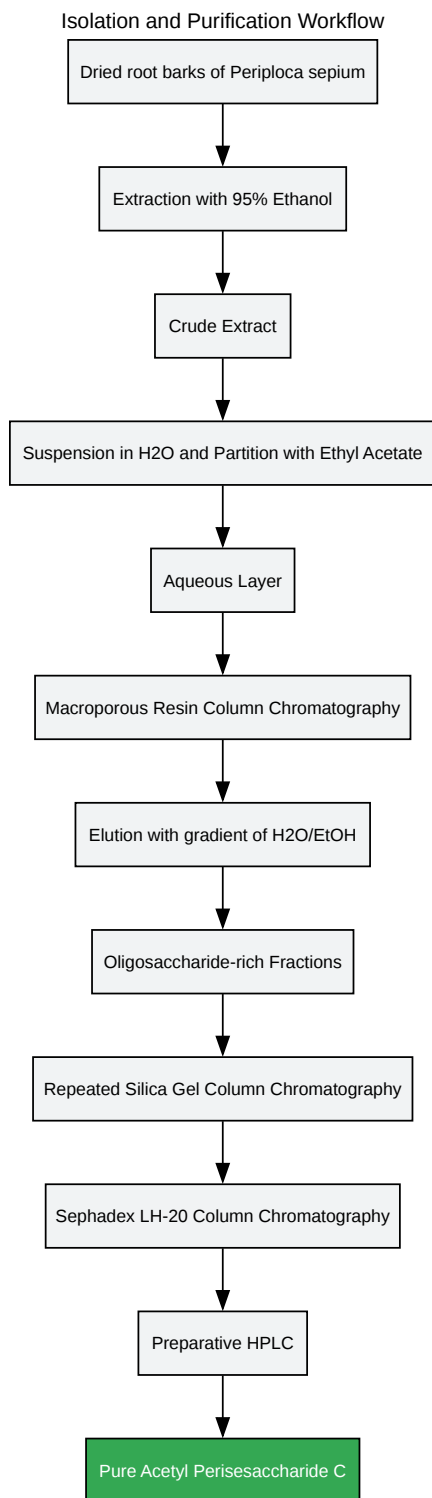 Isolation and Purification Workflow
Dried root barks of Periploca sepium
Extraction with 95% Ethanol
Crude Extract
Suspension in H2O and Partition with Ethyl Acetate
Aqueous Layer
Macroporous Resin Column Chromatography
Elution with gradient of H2O/EtOH
Oligosaccharide-rich Fractions
Repeated Silica Gel Column Chromatography
Sephadex LH-20 Column Chromatography
Preparative HPLC
Pure Acetyl Perisesaccharide C